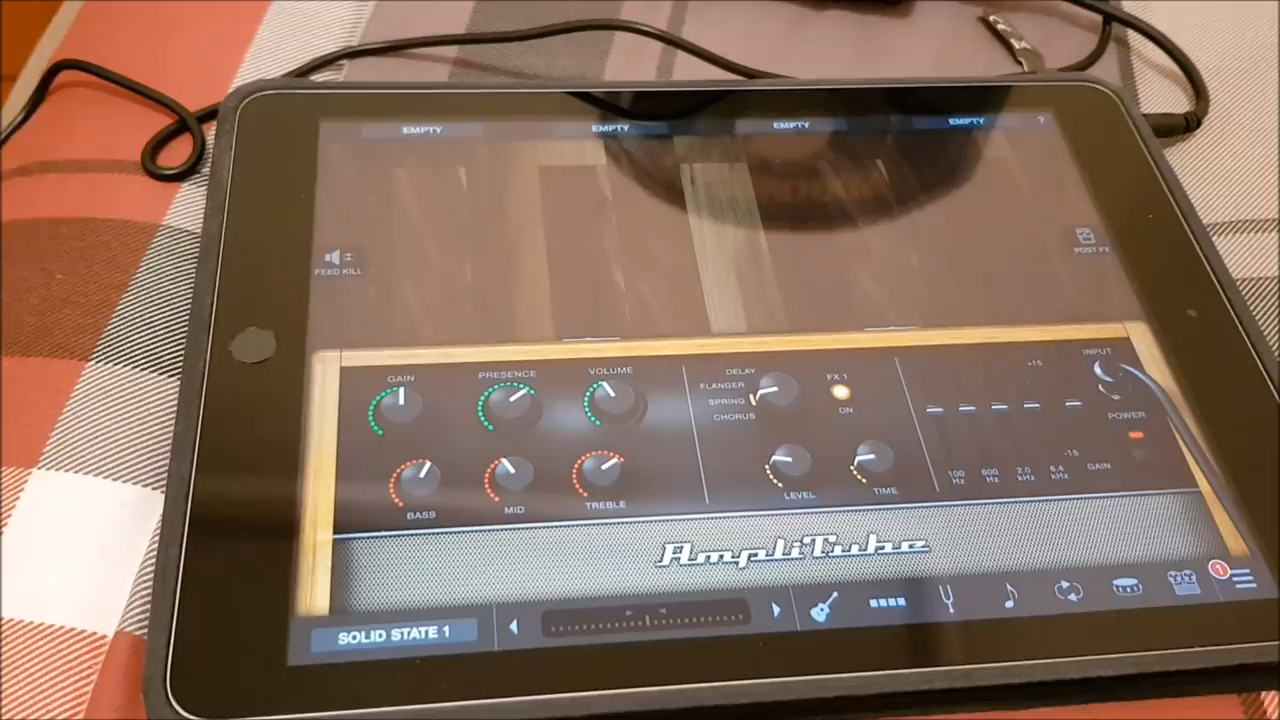 EMPTY EMPTY EMPTY EMPTY ?
FEED KILL
POST FX
GAIN PRESENCE VOLUME
BASS MID TREBLE
DELAY
FLANGER
SPRING
CHORUS
FX 1
ON
LEVEL TIME
+15
-15
100 Hz
600 Hz
2.0 kHz
6.4 kHz
GAIN
INPUT
POWER
AmpliTube
SOLID STATE 1
1